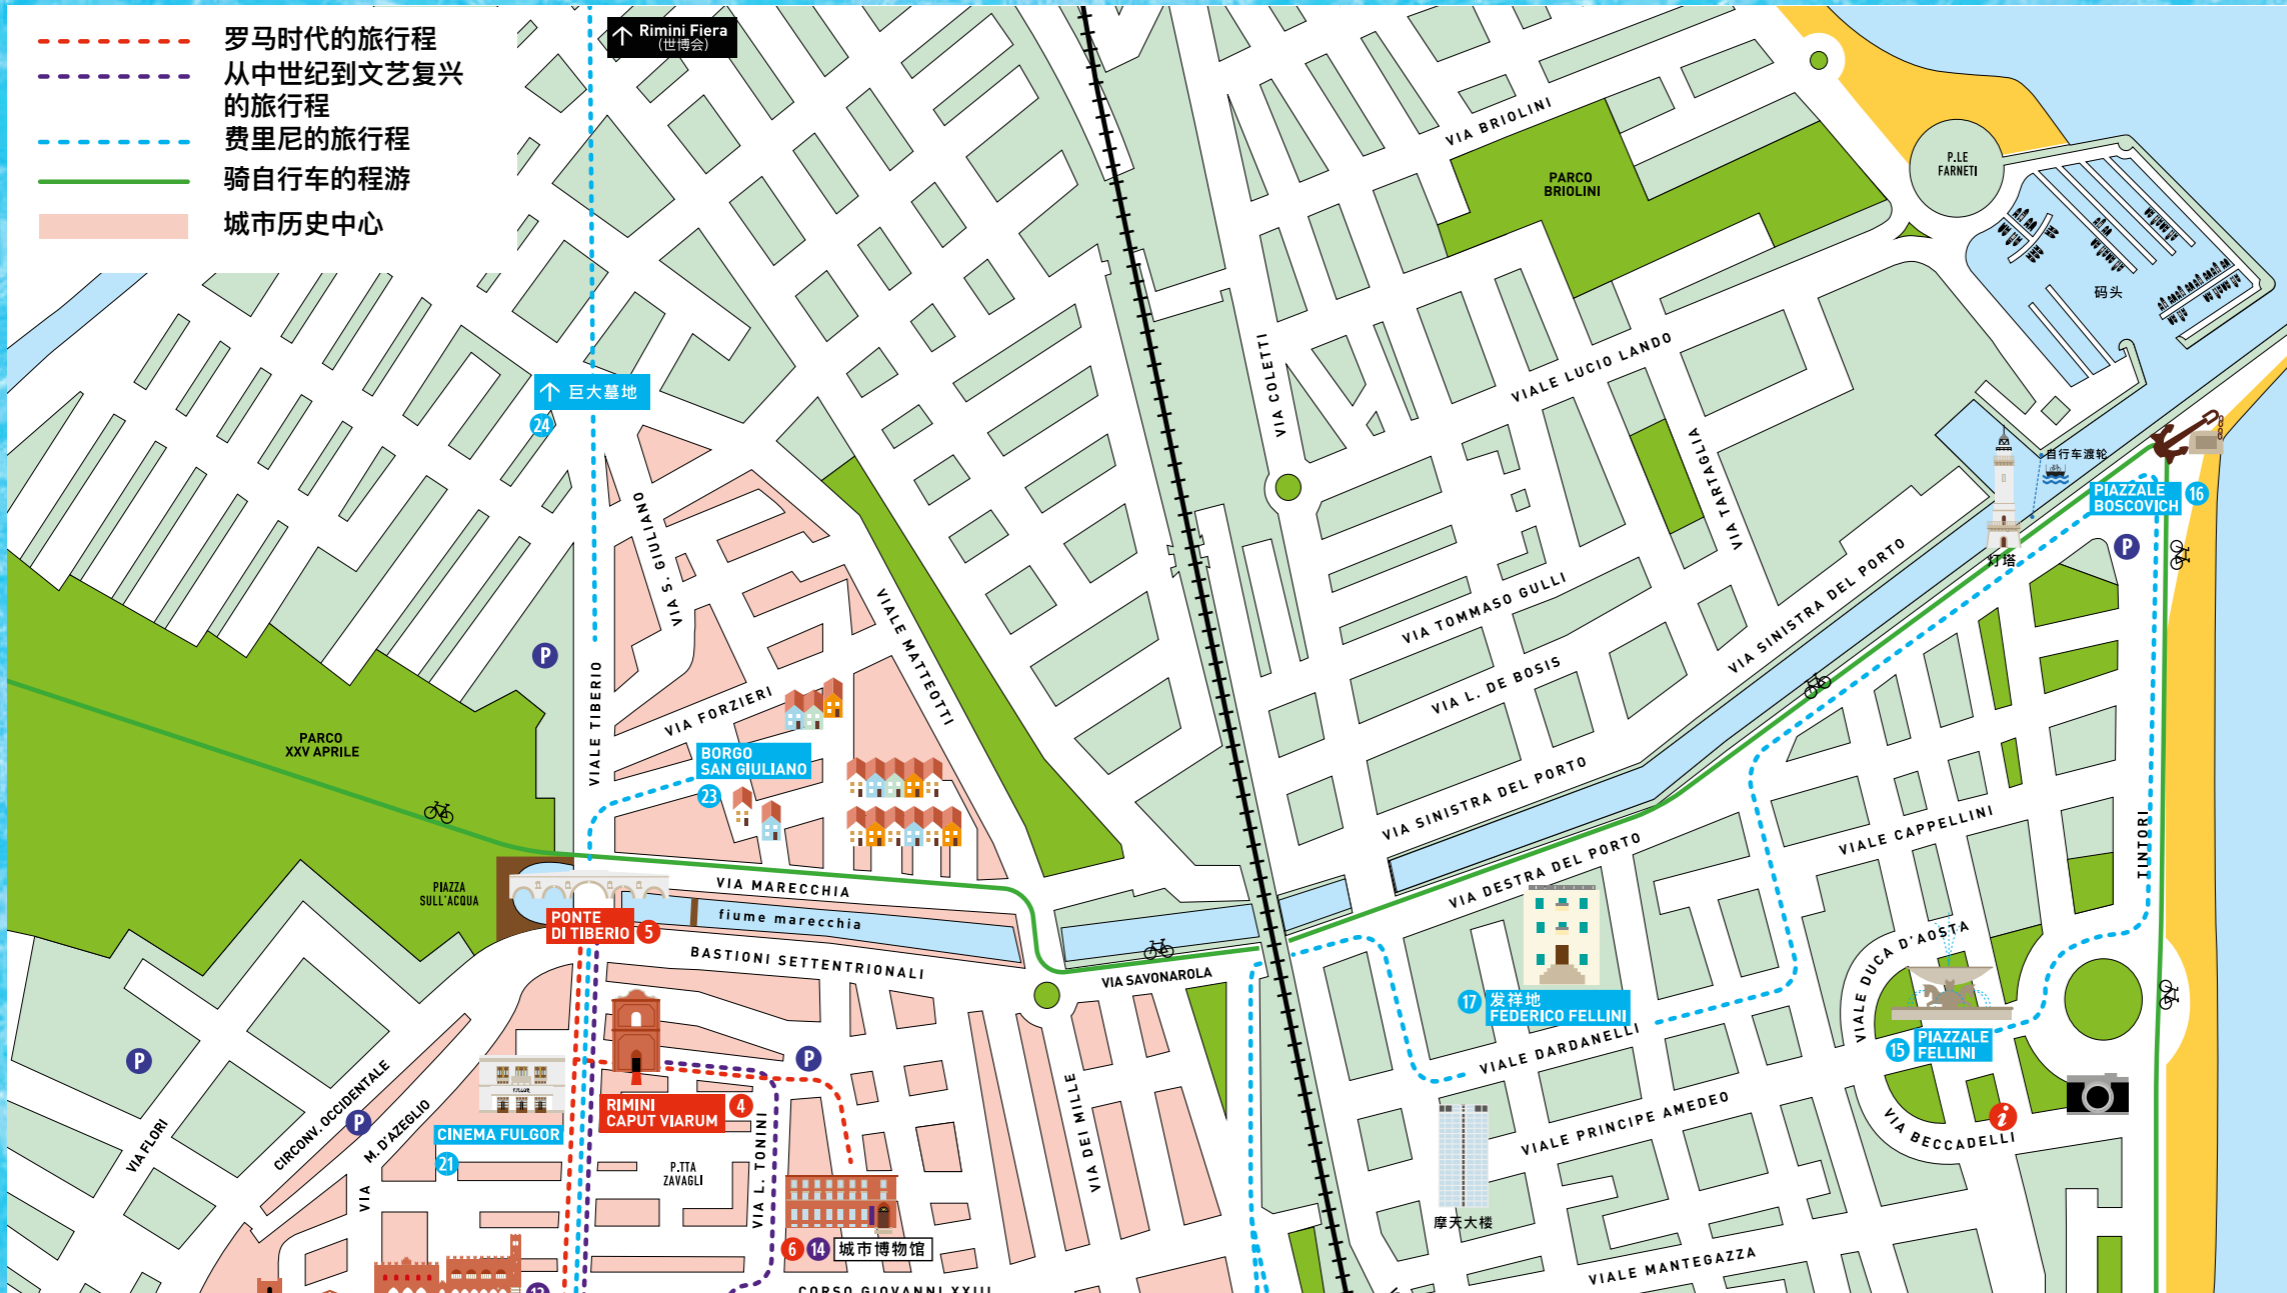 罗马时代的旅行程
从中世纪到文艺复兴
的旅行程
费里尼的旅行程
骑自行车的程游
城市历史中心
Rimini Fiera
(世博会)
VIA BRIOLINI
PARCO
BRIOLINI
P.LE
FARNETI
码头
VIA COLETTI
VIALE LUCIO LANDO
巨大墓地
24
VIA TARTAGLIA
自行车渡轮
PIAZZALE
BOSCOVICH
16
灯塔
P
VIA S. GIULIANO
VIALE MATTEOTTI
VIA TOMMASO GULLI
VIA SINISTRA DEL PORTO
P
VIALE TIBERIO
VIA FORZIERI
VIA L. DE BOSIS
PARCO
XXV APRILE
BORGO
SAN GIULIANO
23
VIA SINISTRA DEL PORTO
VIALE CAPPELLINI
TINTORI
PIAZZA
SULL'ACQUA
VIA MARECCHIA
fiume marecchia
VIA DESTRA DEL PORTO
PONTE
DI TIBERIO
5
BASTIONI SETTENTRIONALI
VIA SAVONAROLA
VIALE DUCA D'AOSTA
17
发祥地
FEDERICO FELLINI
VIALE DARDANELLI
15
PIAZZALE
FELLINI
P
P
P
CIRCONV. OCCIDENTALE
VIA FLORI
VIA
M. D'AZEGLIO
FULGOR
CINEMA FULGOR
21
RIMINI
CAPUT VIARUM
4
P.TTA
ZAVAGLI
VIA L. TONINI
VIA DEI MILLE
VIALE PRINCIPE AMEDEO
i
VIA BECCADELLI
摩天大楼
6
14
城市博物馆
VIALE MANTEGAZZA
CORSO GIOVANNI XXIII